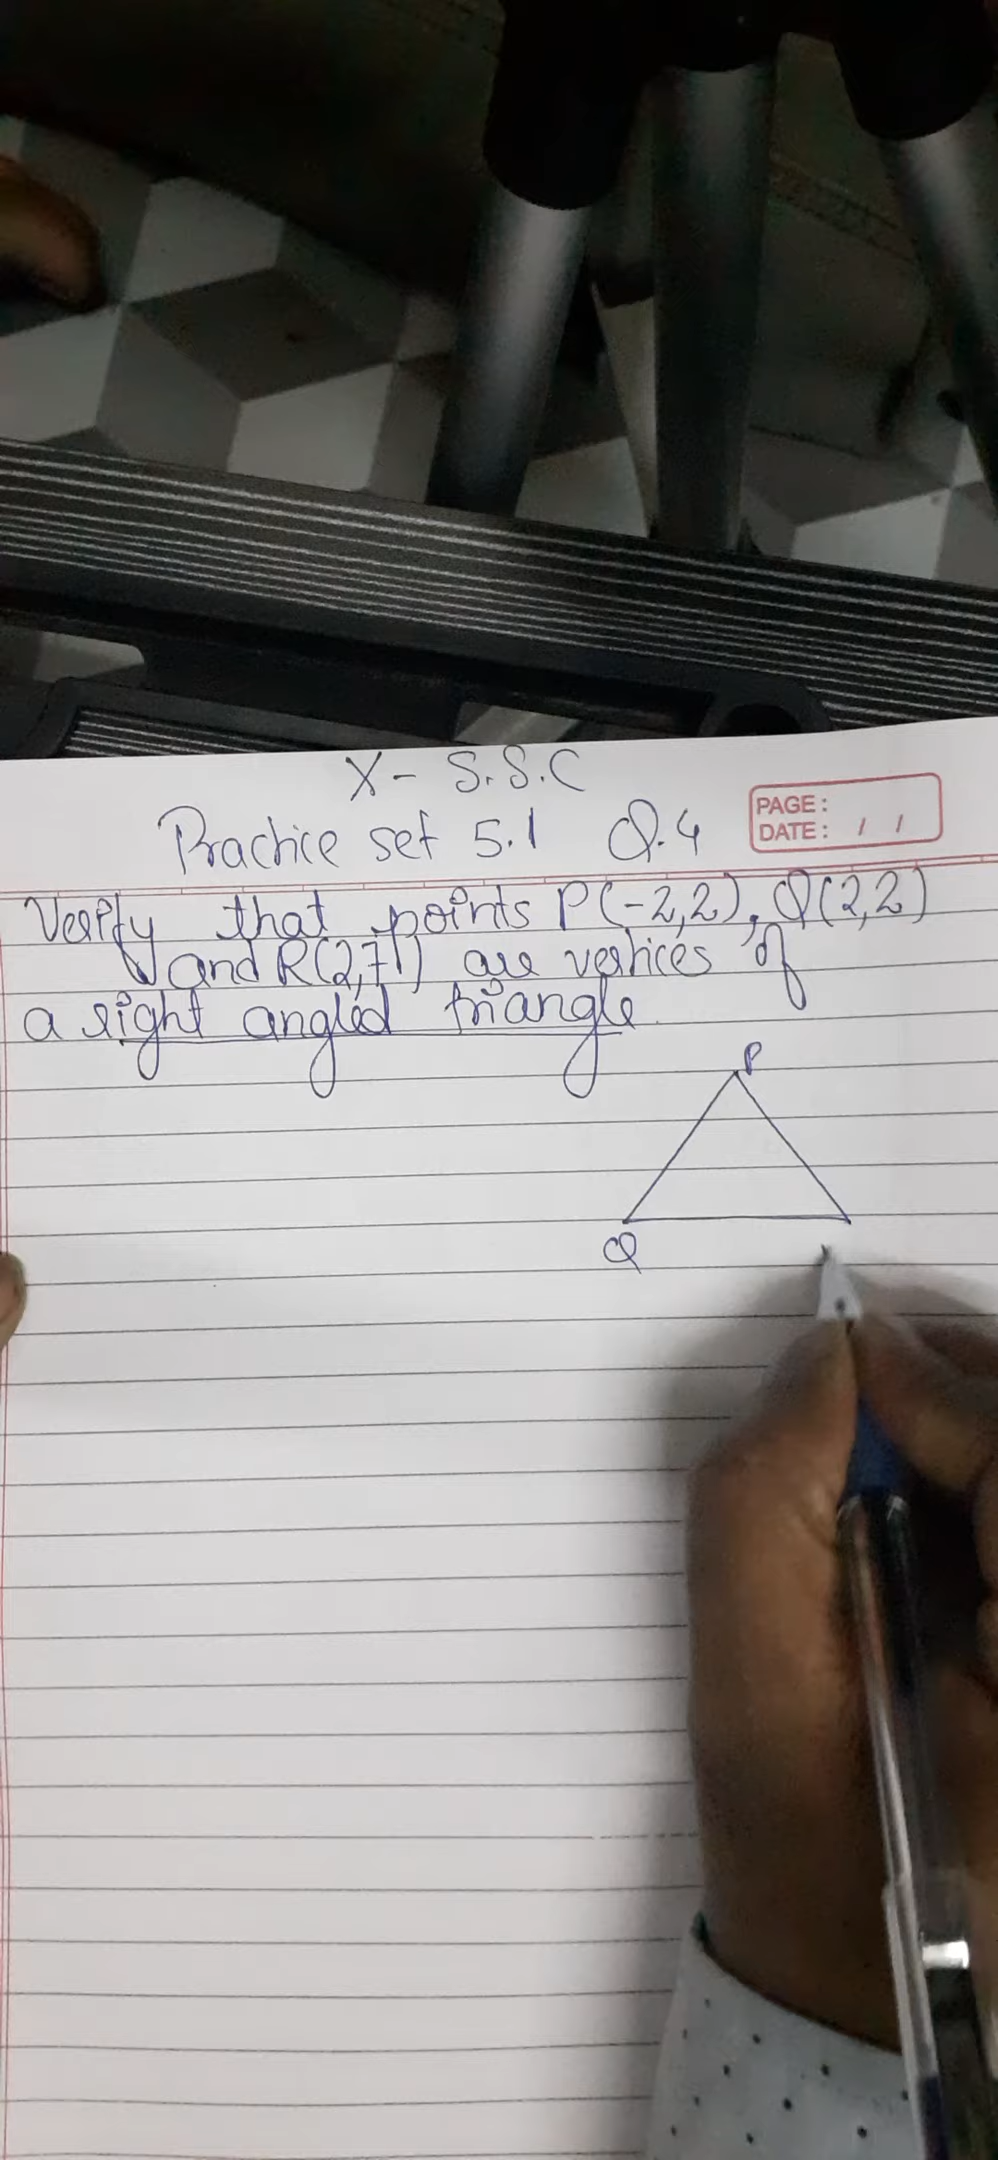 X- S.S.C
Practice set 5.1 Q.4
PAGE:
DATE: / /
Verify that points P(-2,2), Q(2,2)
and R(2,7) are vertices of
a right angled triangle.
P
Q